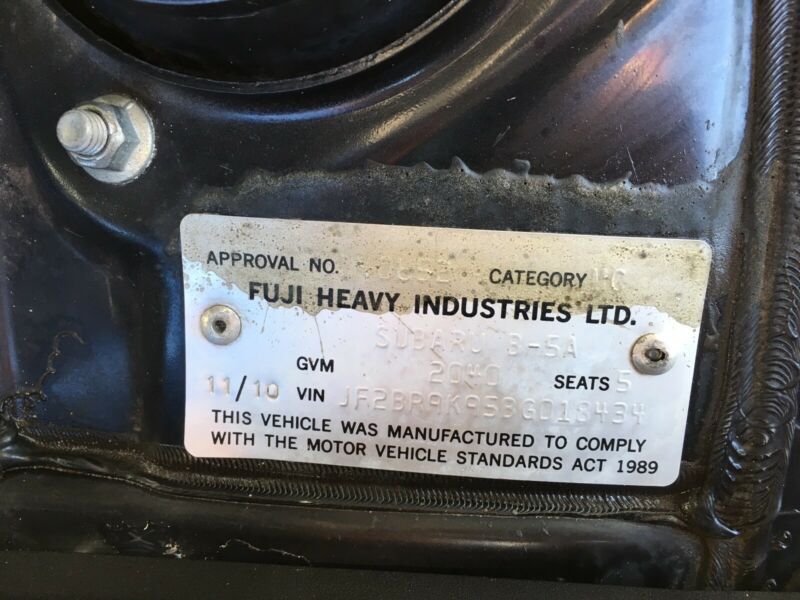 APPROVAL NO. CATEGORY
FUJI HEAVY INDUSTRIES LTD.
SUBARU 3-5A
GVM 2040 SEATS 5
11/10 VIN
THIS VEHICLE WAS MANUFACTURED TO COMPLY
WITH THE MOTOR VEHICLE STANDARDS ACT 1989